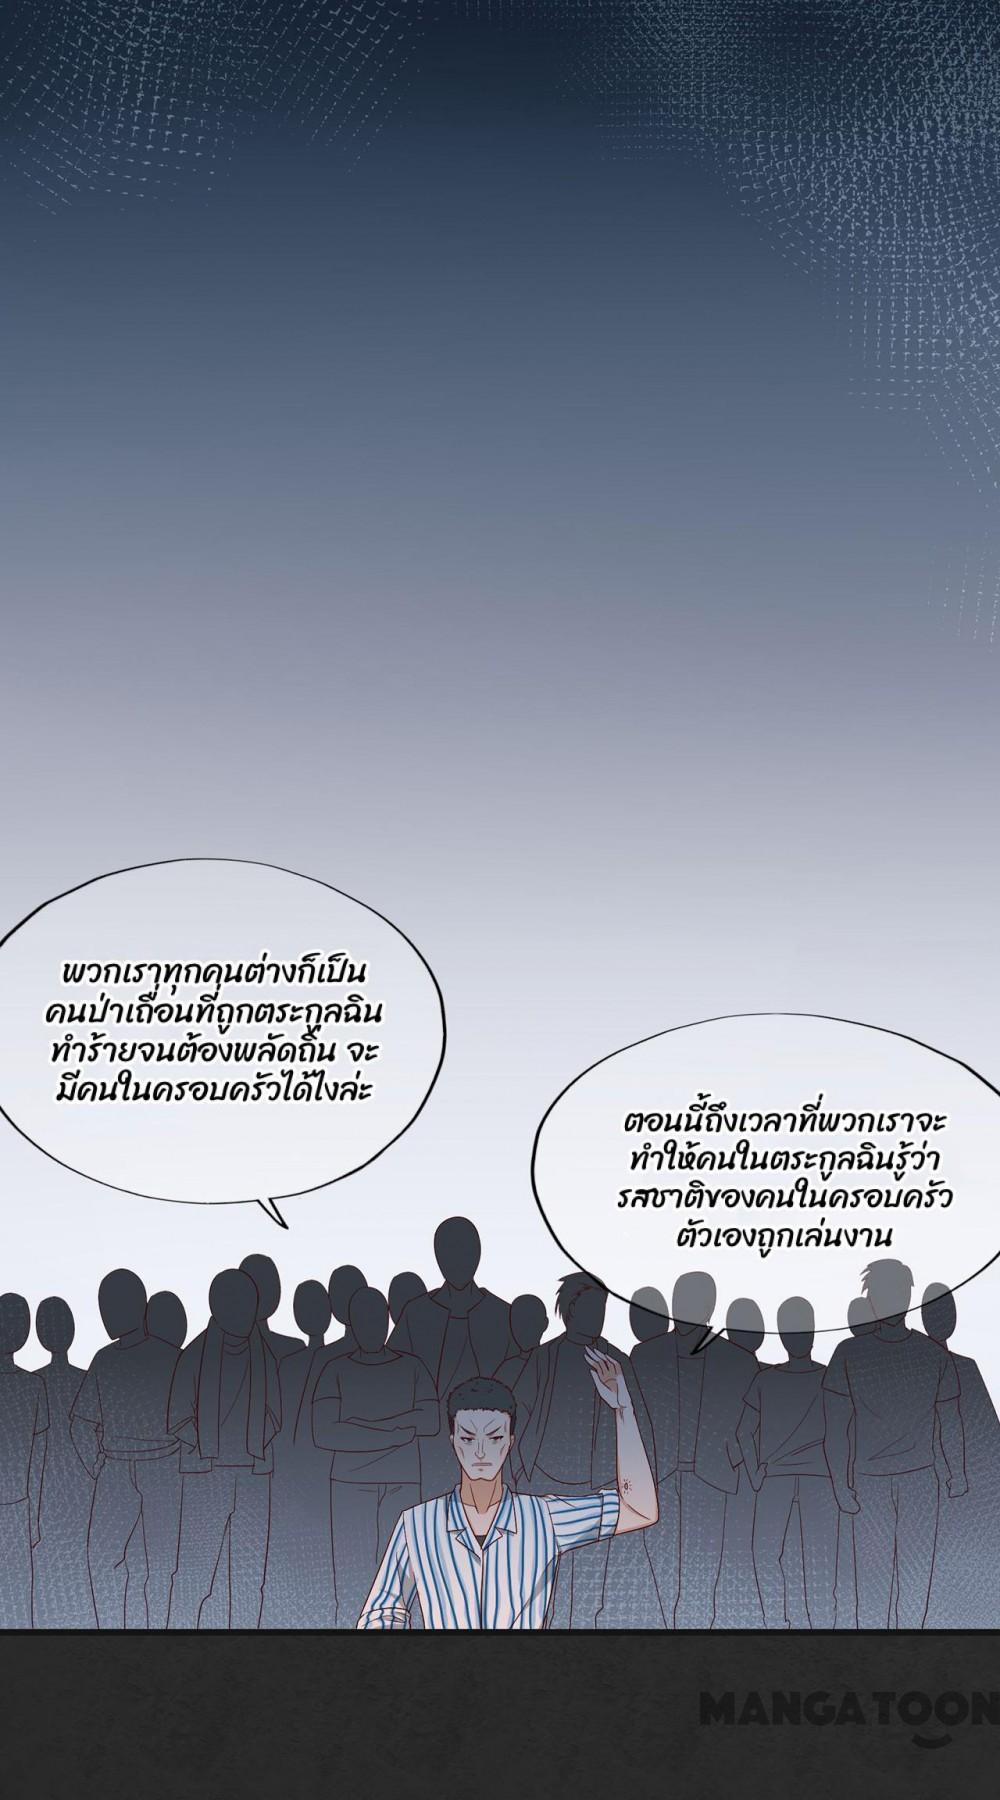 พวกเราทุกคนต่างก็เป็น
คนป่าเถื่อนที่ถูกตระกูลฉิน
ทำร้ายจนต้องพลัดถิ่น จะ
มีคนในครอบครัวได้ไงล่ะ
ตอนนี้ถึงเวลาที่พวกเราจะ
ทำให้คนในตระกูลฉินรู้ว่า
รสชาติของคนในครอบครัว
ตัวเองถูกเล่นงาน
MANGATOON